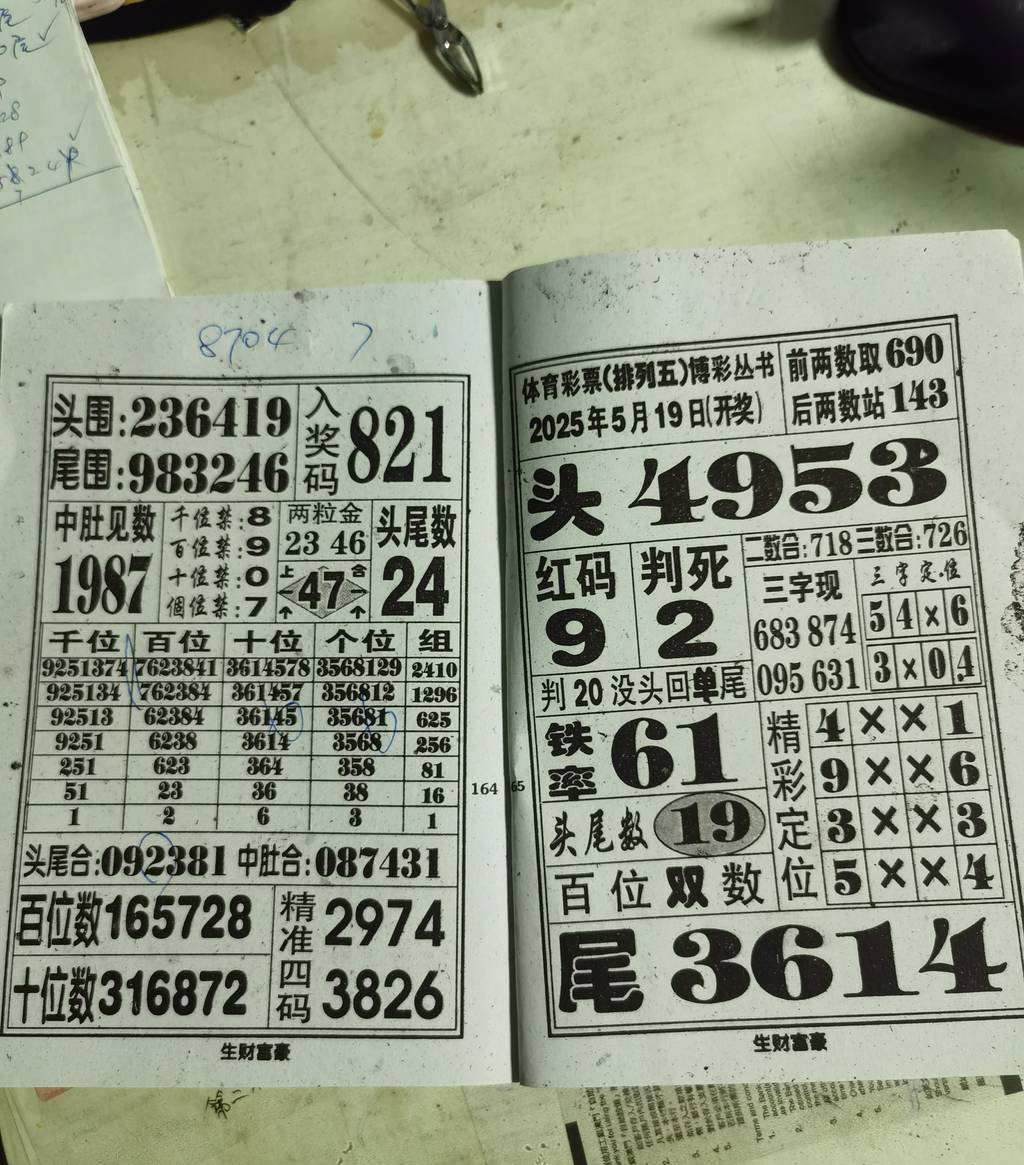 8704 7
头围:236419
尾围:983246
入奖码 821
中肚见数
1987
千位禁:8
百位禁:9
十位禁:0
個位禁:7
两粒金
23 46
上 47 合
头尾数
24
千位 百位 十位 个位 组
9251374 7623841 3614578 3568129 2410
925134 762384 361457 356812 1296
92513 62384 36145 35681 625
9251 6238 3614 3568 256
251 623 364 358 81
51 23 36 38 16
1 2 6 3 1
头尾合:092381 中肚合:087431
百位数165728
十位数316872
精准四码 2974
3826
生财富豪
164
体育彩票(排列五)博彩丛书
2025年5月19日(开奖)
前两数取690
后两数站143
头 4953
红码
9
判死
2
二数合:718 三数合:726
三字现
683 874
095 631
三字定位
5 4 × 6
3 × 0 4
判 20 没头回单尾
铁率 61
头尾数 19
百位双数
精彩定位
4 × × 1
9 × × 6
3 × × 3
5 × × 4
尾 3614
生财富豪
65